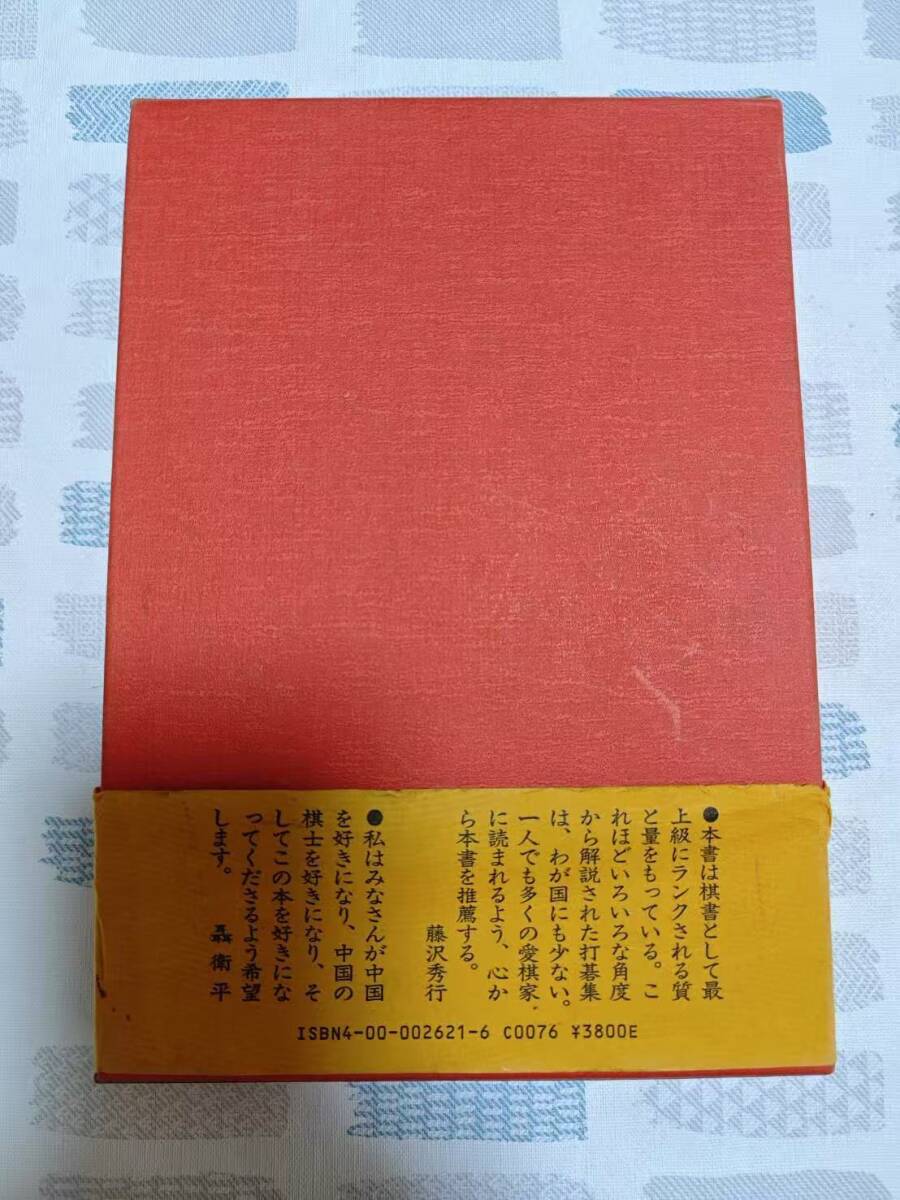 ●本書は棋書として最
上級にランクされる質
と量をもっている。こ
れほどいろいろな角度
から解説された打碁集
は、わが国にも少ない。
一人でも多くの愛棋家
に読まれるよう、心か
ら本書を推薦する。
藤沢秀行
●私はみなさんが中国
を好きになり、中国の
棋士を好きになり、そ
してこの本を好きにな
ってくださるよう希望
します。
聶衛平
ISBN4-00-002621-6 C0076 ¥3800E